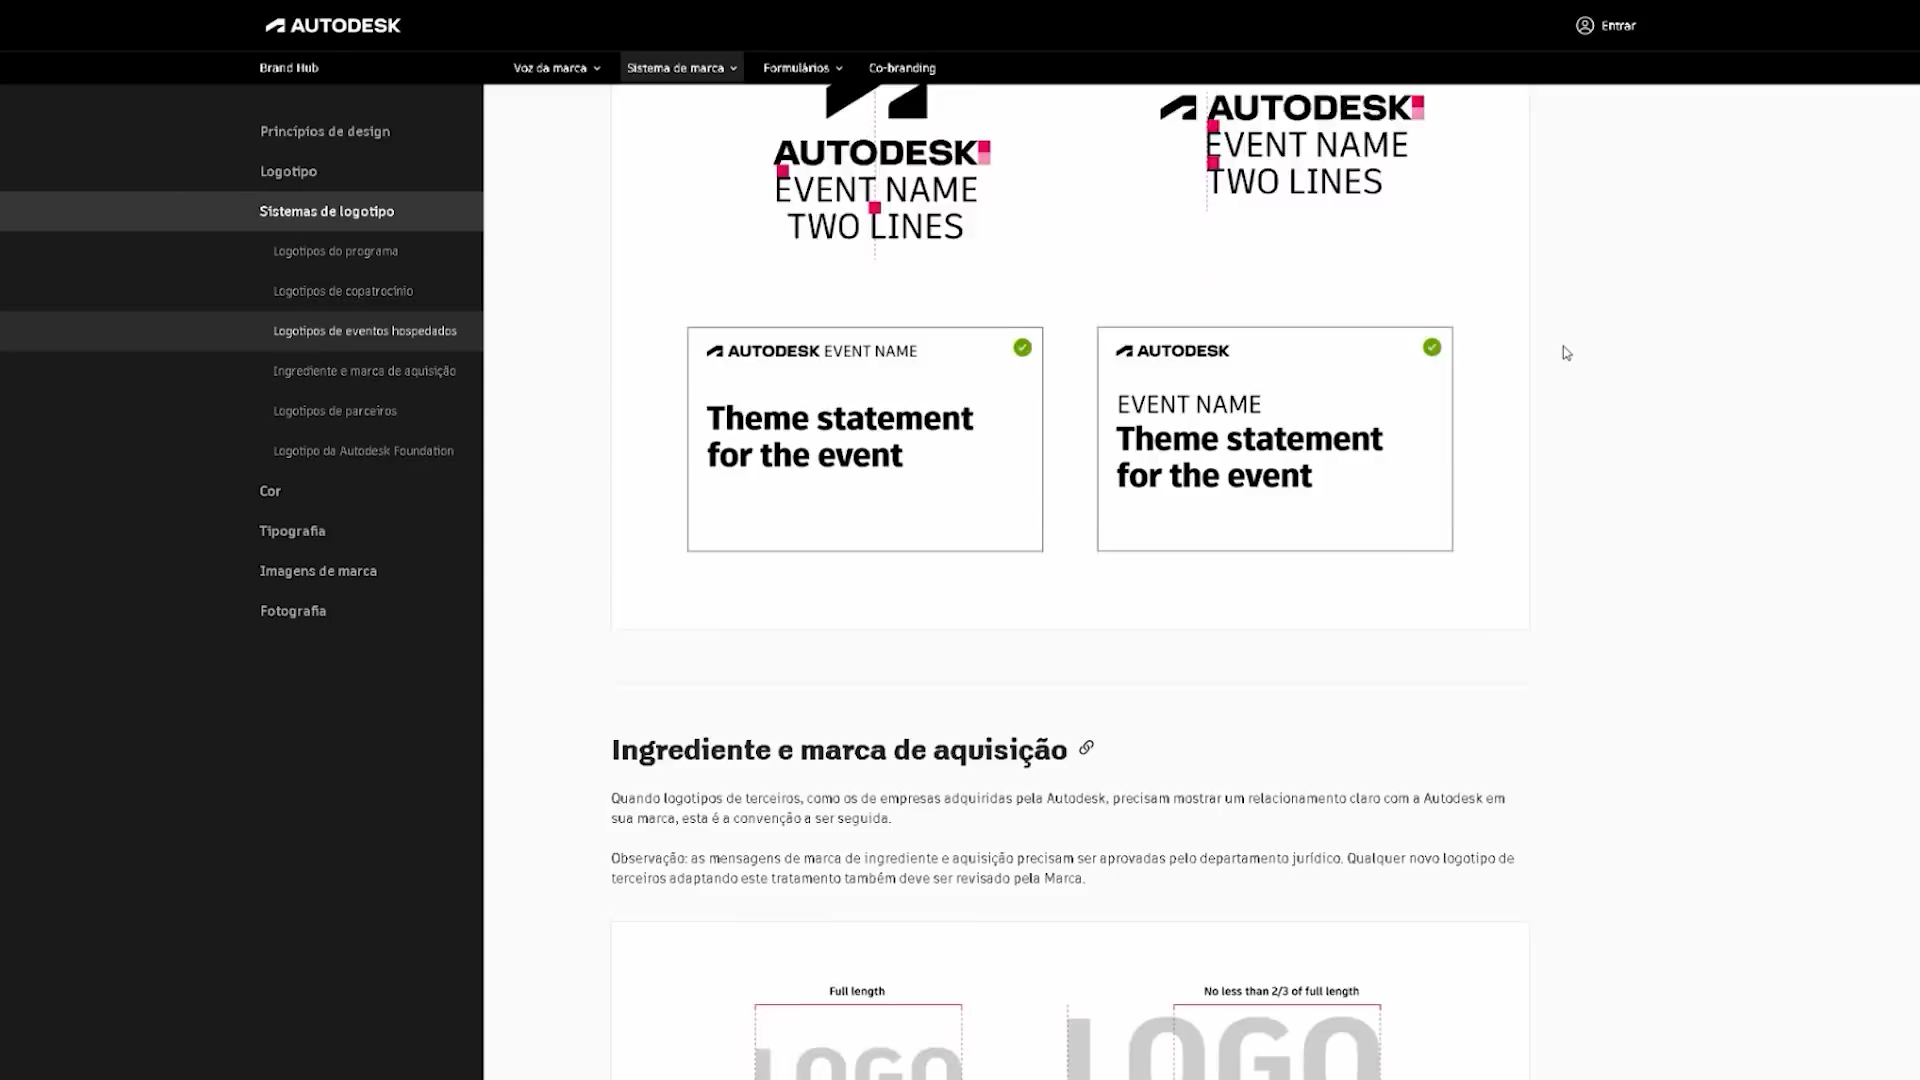 AUTODESK
Entrar
Brand Hub
Voz da marca
Sistema de marca
Formulários
Co-branding
Princípios de design
Logotipo
Sistemas de logotipo
Logotipos do programa
Logotipos de copatrocínio
Logotipos de eventos hospedados
Ingrediente e marca de aquisição
Logotipos de parceiros
Logotipo da Autodesk Foundation
Cor
Tipografia
Imagens de marca
Fotografia
AUTODESK
EVENT NAME
TWO LINES
AUTODESK
EVENT NAME
TWO LINES
AUTODESK EVENT NAME
Theme statement
for the event
AUTODESK
EVENT NAME
Theme statement
for the event
Ingrediente e marca de aquisição
Quando logotipos de terceiros, como os de empresas adquiridas pela Autodesk, precisam mostrar um relacionamento claro com a Autodesk em
sua marca, esta é a convenção a ser seguida.
Observação: as mensagens de marca de ingrediente e aquisição precisam ser aprovadas pelo departamento jurídico. Qualquer novo logotipo de
terceiros adaptando este tratamento também deve ser revisado pela Marca.
Full length
LOGO
No less than 2/3 of full length
LOGO